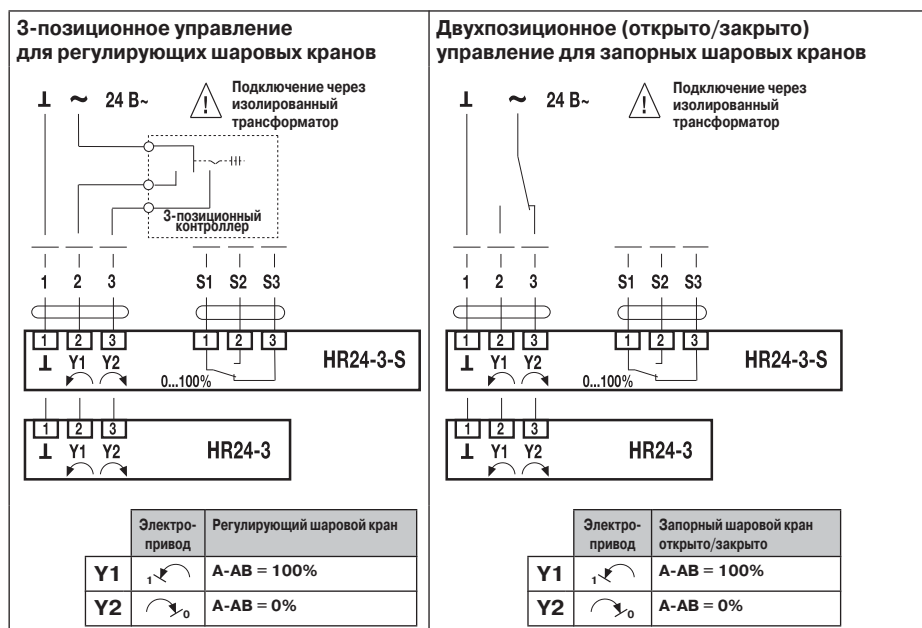 3-позиционное управление
для регулирующих шаровых кранов
⊥ ~ 24 В~
!
Подключение через
изолированный
трансформатор
3-позиционный
контроллер
1 2 3 S1 S2 S3
1 2 3 1 2 3
⊥ Y1 Y2
0...100%
HR24-3-S
1 2 3
⊥ Y1 Y2
HR24-3
Электро-
привод
Регулирующий шаровой кран
Y1 1 A-AB = 100%
Y2 0 A-AB = 0%
Двухпозиционное (открыто/закрыто)
управление для запорных шаровых кранов
⊥ ~ 24 В~
!
Подключение через
изолированный
трансформатор
1 2 3 S1 S2 S3
1 2 3 1 2 3
⊥ Y1 Y2
0...100%
HR24-3-S
1 2 3
⊥ Y1 Y2
HR24-3
Электро-
привод
Запорный шаровой кран
открыто/закрыто
Y1 1 A-AB = 100%
Y2 0 A-AB = 0%